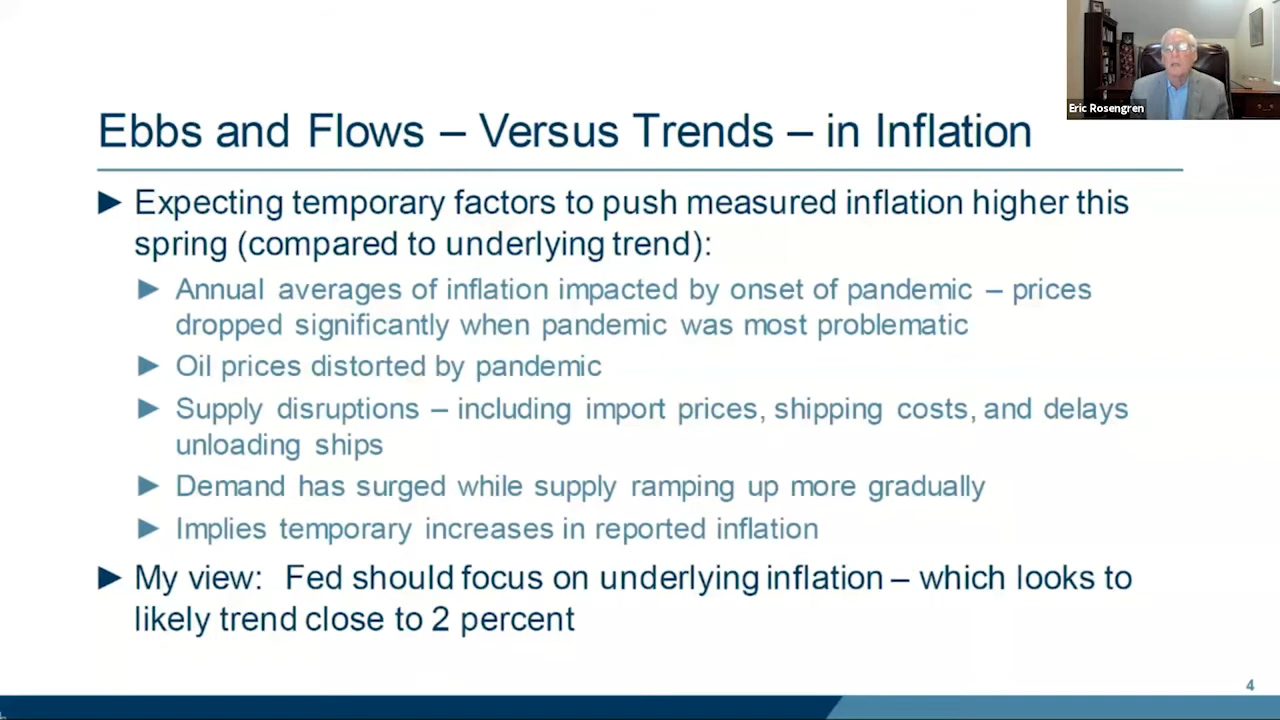 Eric Rosengren
Ebbs and Flows – Versus Trends – in Inflation
► Expecting temporary factors to push measured inflation higher this
spring (compared to underlying trend):
► Annual averages of inflation impacted by onset of pandemic – prices
dropped significantly when pandemic was most problematic
► Oil prices distorted by pandemic
► Supply disruptions – including import prices, shipping costs, and delays
unloading ships
► Demand has surged while supply ramping up more gradually
► Implies temporary increases in reported inflation
► My view: Fed should focus on underlying inflation – which looks to
likely trend close to 2 percent
4